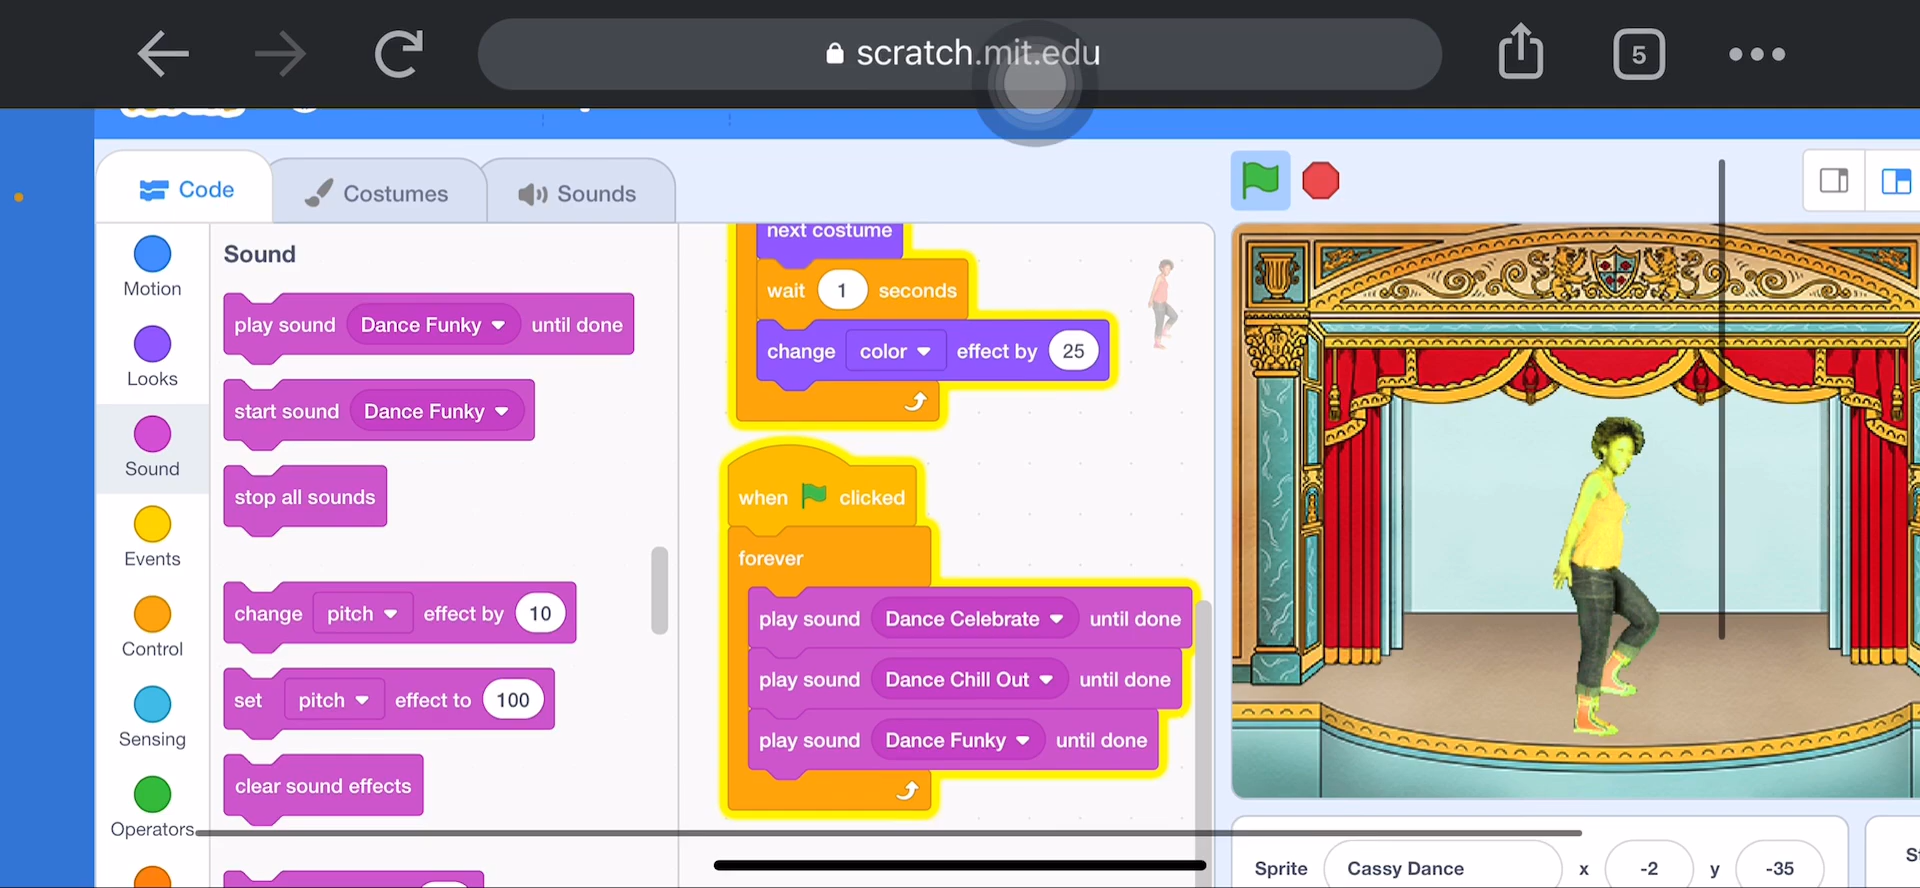 scratch.mit.edu
5
Code
Costumes
Sounds
Motion
Looks
Sound
Events
Control
Sensing
Operators
Sound
play sound Dance Funky until done
start sound Dance Funky
stop all sounds
change pitch effect by 10
set pitch effect to 100
clear sound effects
next costume
wait 1 seconds
change color effect by 25
when clicked
forever
play sound Dance Celebrate until done
play sound Dance Chill Out until done
play sound Dance Funky until done
Sprite Cassy Dance x -2 y -35